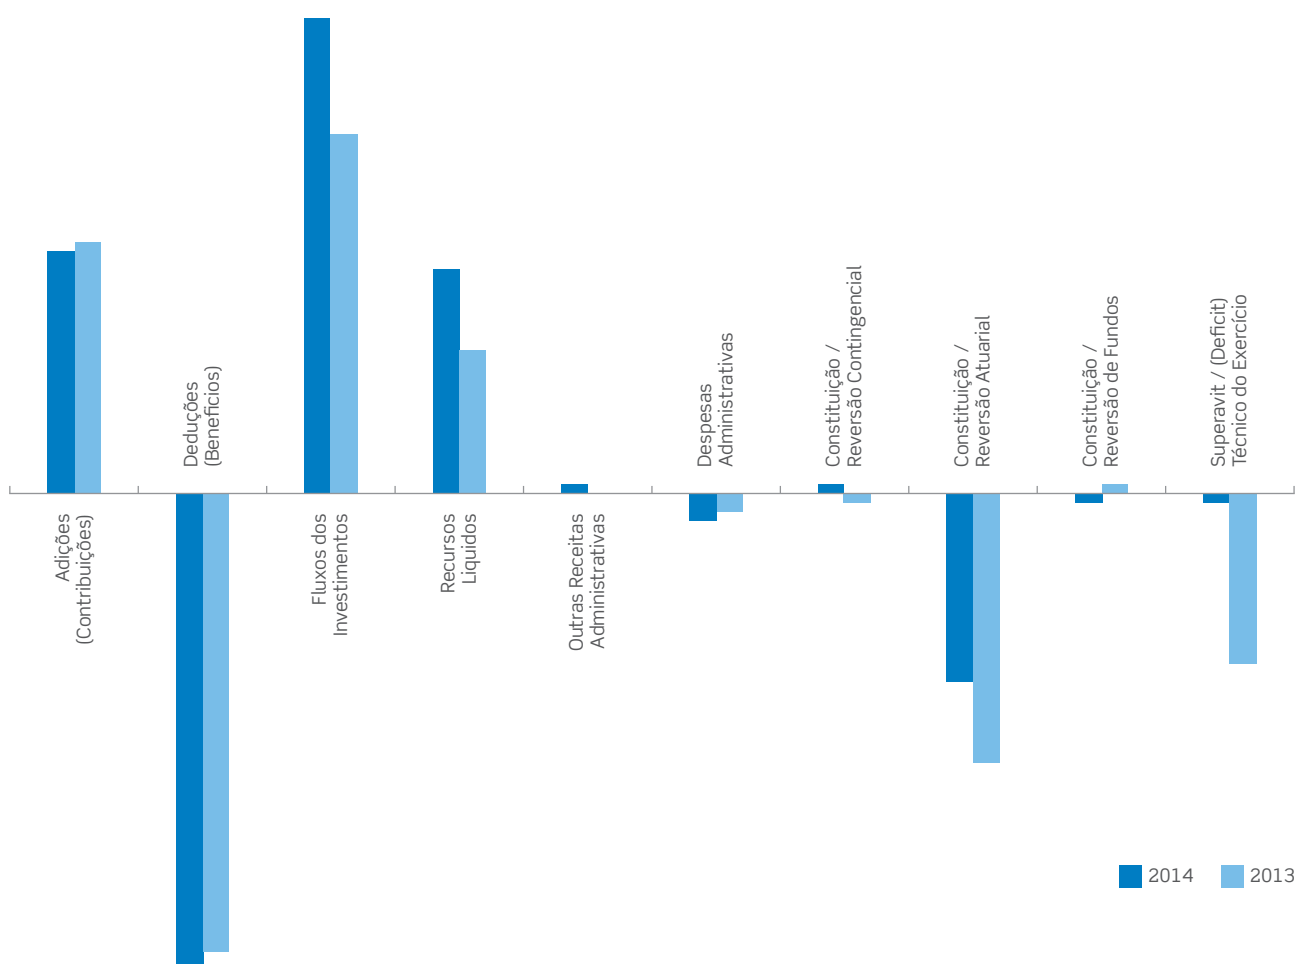 Adições
(Contribuições)
Deduções
(Benefícios)
Fluxos dos
Investimentos
Recursos
Liquidos
Outras Receitas
Administrativas
Despesas
Administrativas
Constituição /
Reversão Contingencial
Constituição /
Reversão Atuarial
Constituição /
Reversão de Fundos
Superavit / (Deficit)
Técnico do Exercício
2014
2013